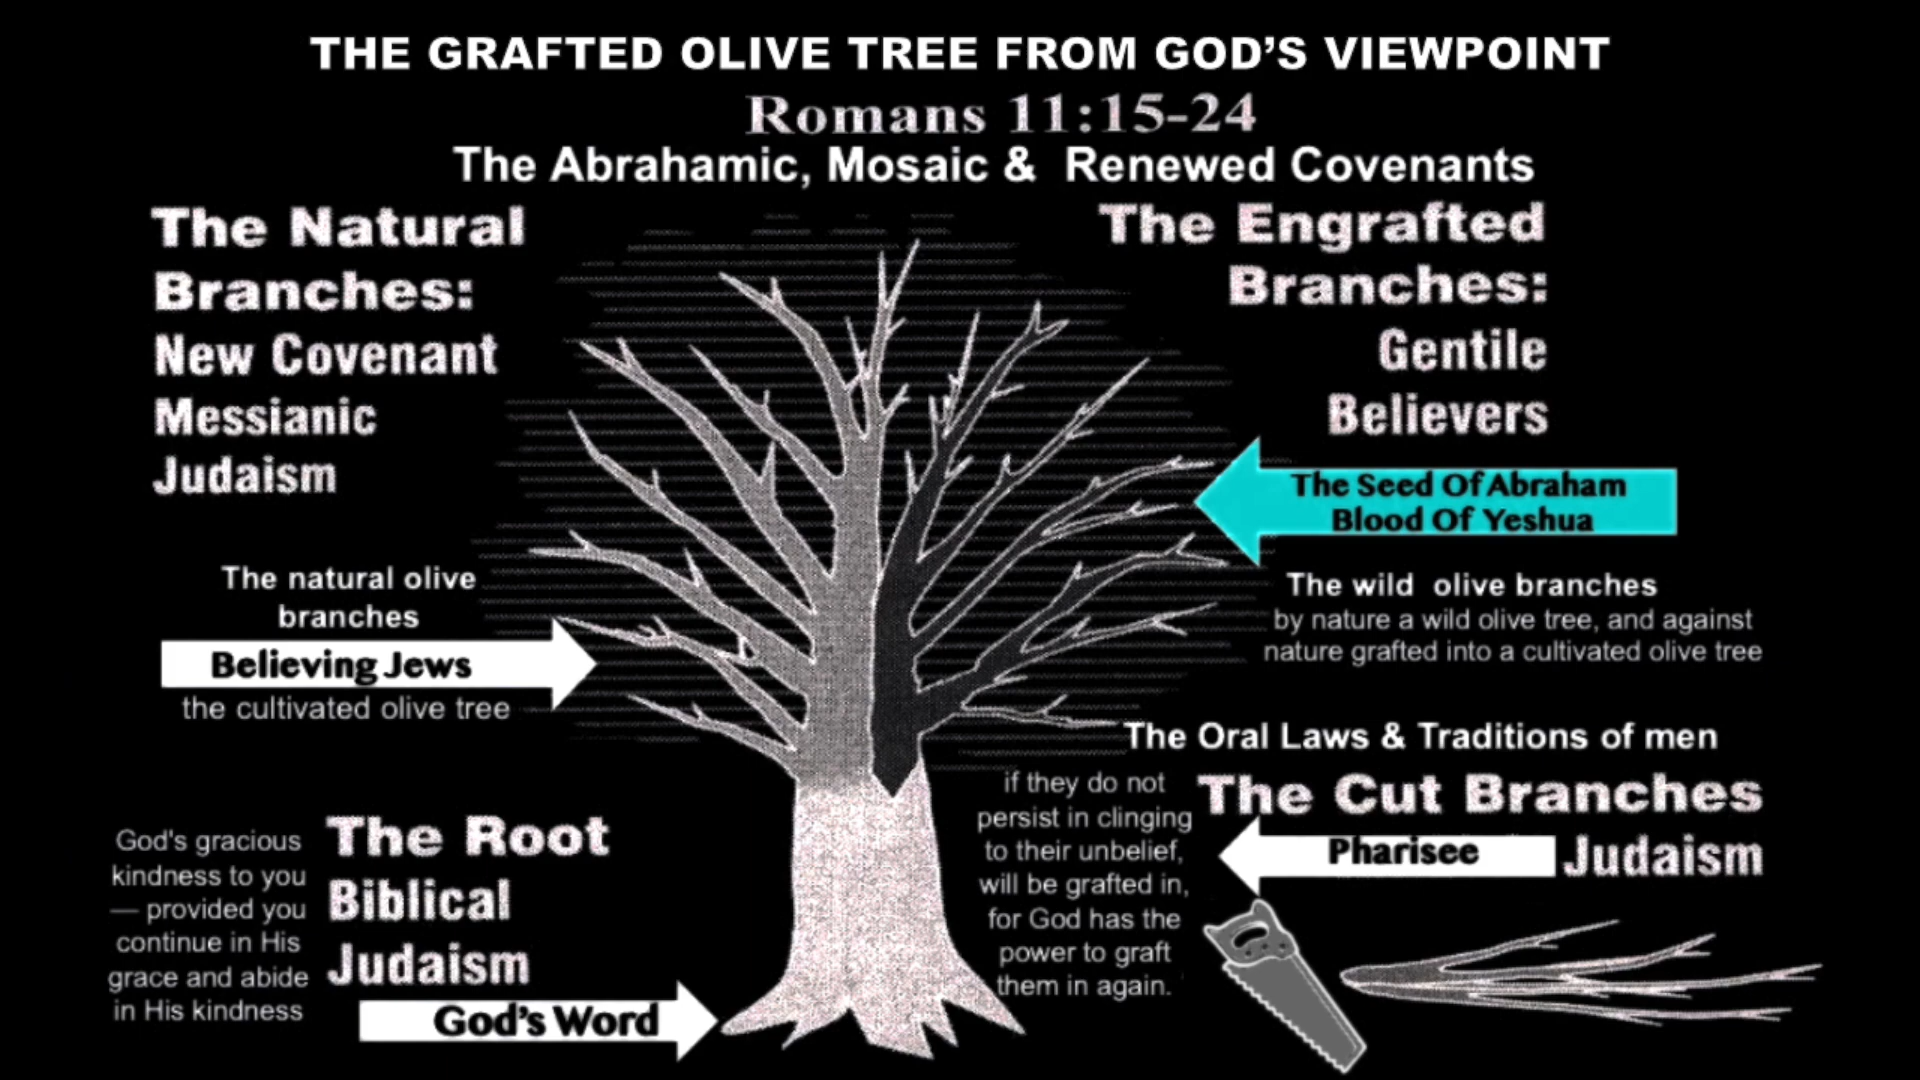 THE GRAFTED OLIVE TREE FROM GOD'S VIEWPOINT
Romans 11:15-24
The Abrahamic, Mosaic & Renewed Covenants
The Natural
Branches:
New Covenant
Messianic
Judaism
The Engrafted
Branches:
Gentile
Believers
The Seed Of Abraham
Blood Of Yeshua
The natural olive
branches
Believing Jews
the cultivated olive tree
The wild olive branches
by nature a wild olive tree, and against
nature grafted into a cultivated olive tree
God's gracious
kindness to you
— provided you
continue in His
grace and abide
in His kindness
The Root
Biblical
Judaism
God's Word
if they do not
persist in clinging
to their unbelief,
will be grafted in,
for God has the
power to graft
them in again.
The Oral Laws & Traditions of men
The Cut Branches
Pharisee Judaism